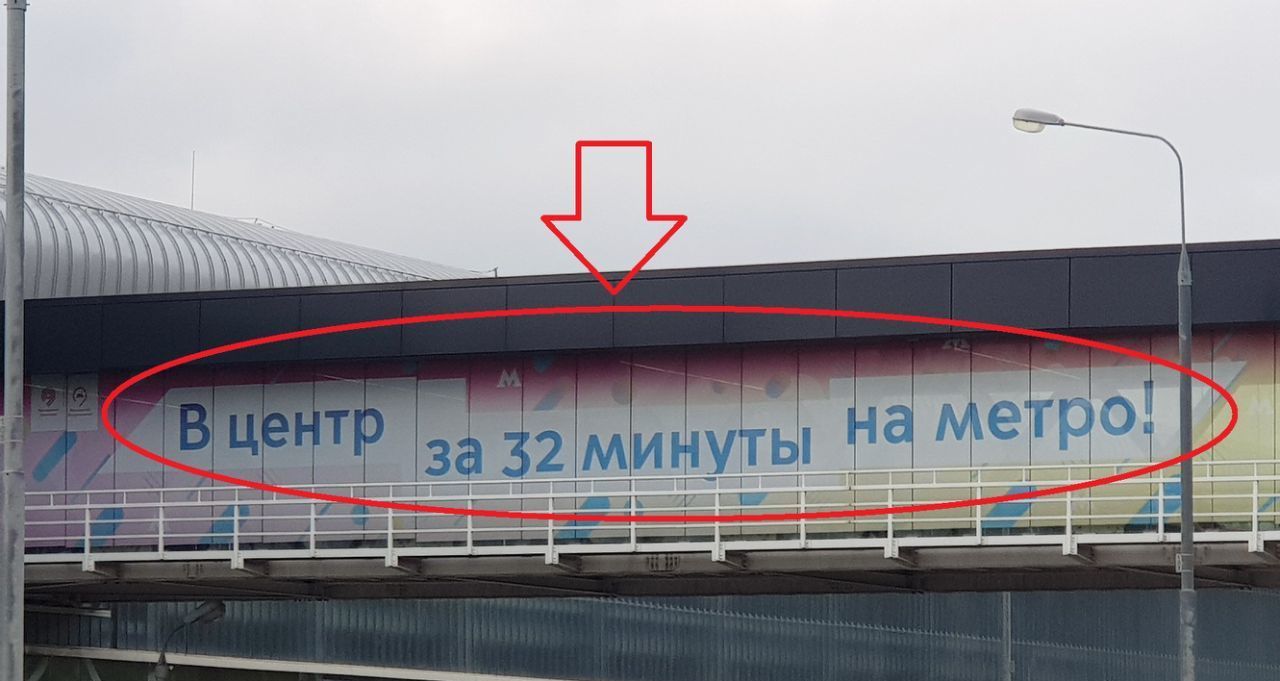 В центр
за 32 минуты
на метро!